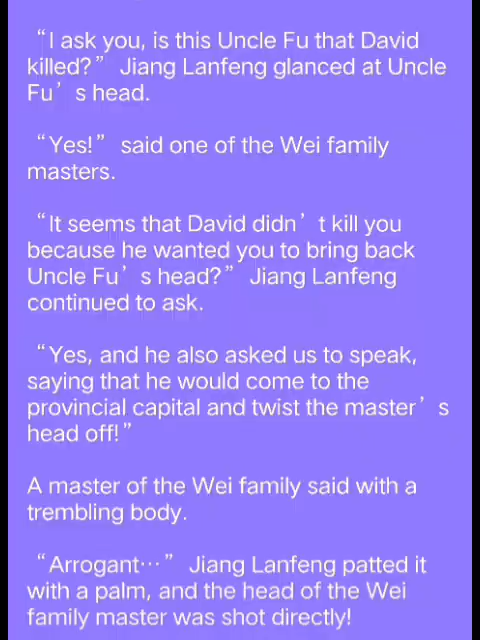 “I ask you, is this Uncle Fu that David
killed?” Jiang Lanfeng glanced at Uncle
Fu’s head.
“Yes!” said one of the Wei family
masters.
“It seems that David didn’t kill you
because he wanted you to bring back
Uncle Fu’s head?” Jiang Lanfeng
continued to ask.
“Yes, and he also asked us to speak,
saying that he would come to the
provincial capital and twist the master’s
head off!”
A master of the Wei family said with a
trembling body.
“Arrogant…” Jiang Lanfeng patted it
with a palm, and the head of the Wei
family master was shot directly!